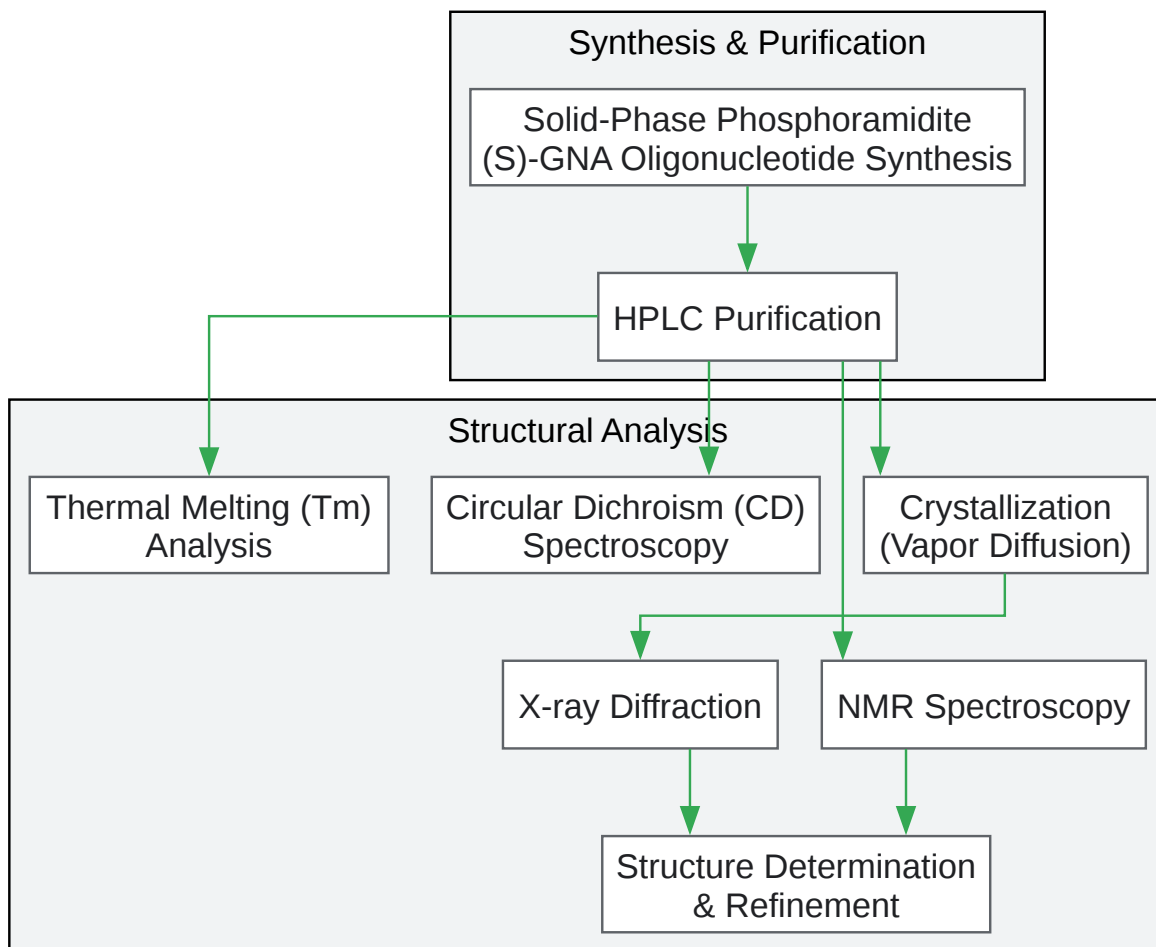 Synthesis & Purification
Solid-Phase Phosphoramidite
(S)-GNA Oligonucleotide Synthesis
HPLC Purification
Structural Analysis
Thermal Melting (Tm)
Analysis
Circular Dichroism (CD)
Spectroscopy
Crystallization
(Vapor Diffusion)
X-ray Diffraction
NMR Spectroscopy
Structure Determination
& Refinement